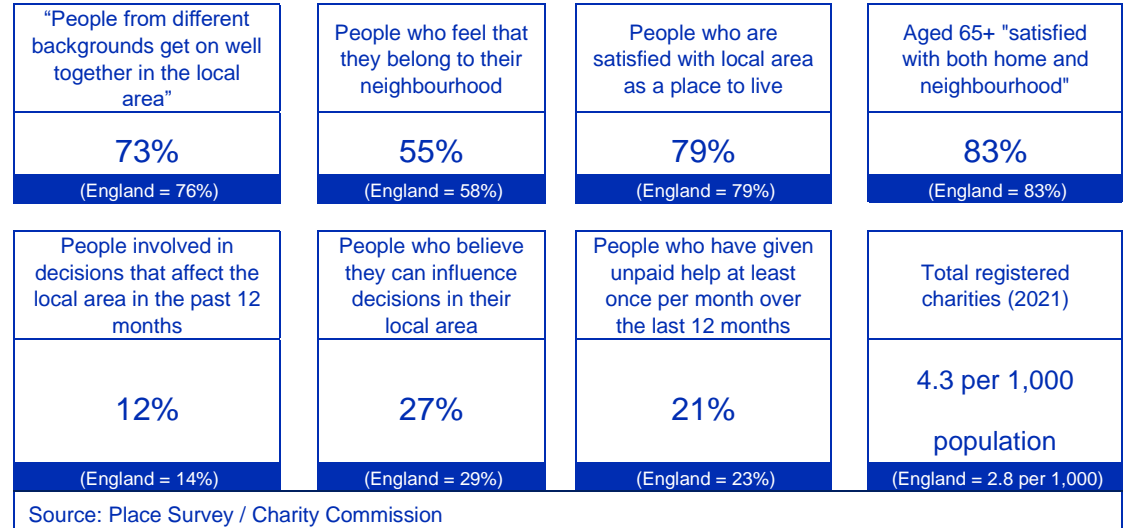 “People from different
backgrounds get on well
together in the local
area”
73%
(England = 76%)
People who feel that
they belong to their
neighbourhood
55%
(England = 58%)
People who are
satisfied with local area
as a place to live
79%
(England = 79%)
Aged 65+ "satisfied
with both home and
neighbourhood"
83%
(England = 83%)
People involved in
decisions that affect the
local area in the past 12
months
12%
(England = 14%)
People who believe
they can influence
decisions in their
local area
27%
(England = 29%)
People who have given
unpaid help at least
once per month over
the last 12 months
21%
(England = 23%)
Total registered
charities (2021)
4.3 per 1,000
population
(England = 2.8 per 1,000)
Source: Place Survey / Charity Commission